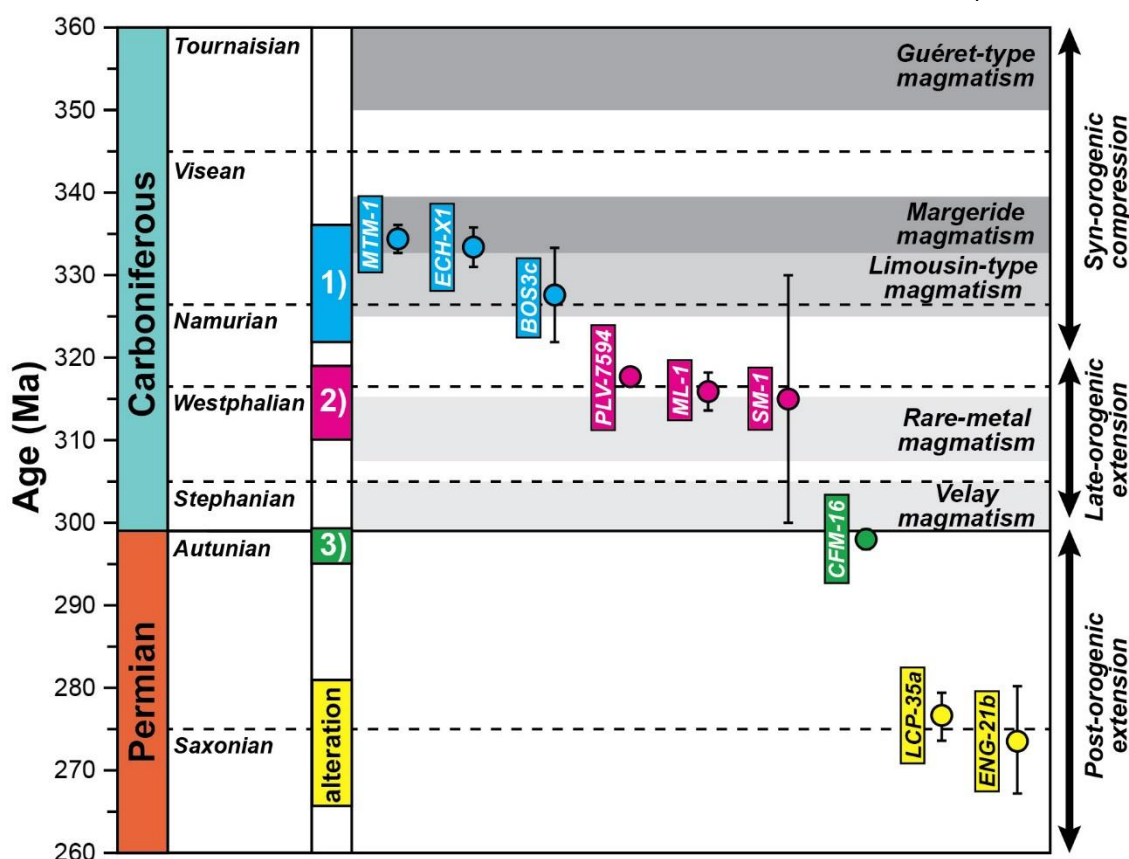 Age (Ma)
360
350
340
330
320
310
300
290
280
270
260
Carboniferous
Permian
Tournaisian
Visean
Namurian
Westphalian
Stephanian
Autunian
Saxonian
1)
2)
3)
alteration
MTM-1
ECH-X1
BOS3c
PLV-7594
ML-1
SM-1
CFM-16
LCP-35a
ENG-21b
Guéret-type
magmatism
Margeride
magmatism
Limousin-type
magmatism
Rare-metal
magmatism
Velay
magmatism
Syn-orogenic
compression
Late-orogenic
extension
Post-orogenic
extension